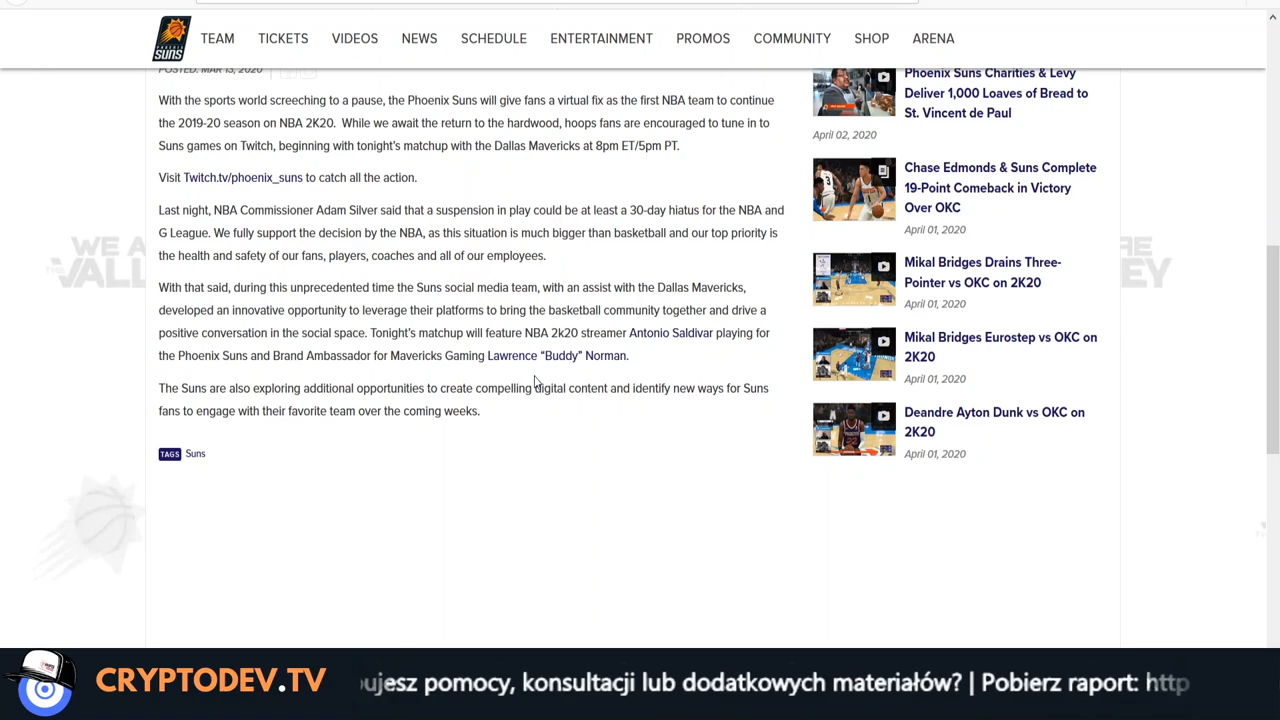 PHOENIX
SUNS
TEAM TICKETS VIDEOS NEWS SCHEDULE ENTERTAINMENT PROMOS COMMUNITY SHOP ARENA
POSTED: MAR 13, 2020
With the sports world screeching to a pause, the Phoenix Suns will give fans a virtual fix as the first NBA team to continue
the 2019-20 season on NBA 2K20. While we await the return to the hardwood, hoops fans are encouraged to tune in to
Suns games on Twitch, beginning with tonight's matchup with the Dallas Mavericks at 8pm ET/5pm PT.
Visit Twitch.tv/phoenix_suns to catch all the action.
Last night, NBA Commissioner Adam Silver said that a suspension in play could be at least a 30-day hiatus for the NBA and
G League. We fully support the decision by the NBA, as this situation is much bigger than basketball and our top priority is
the health and safety of our fans, players, coaches and all of our employees.
With that said, during this unprecedented time the Suns social media team, with an assist with the Dallas Mavericks,
developed an innovative opportunity to leverage their platforms to bring the basketball community together and drive a
positive conversation in the social space. Tonight's matchup will feature NBA 2k20 streamer Antonio Saldivar playing for
the Phoenix Suns and Brand Ambassador for Mavericks Gaming Lawrence “Buddy” Norman.
The Suns are also exploring additional opportunities to create compelling digital content and identify new ways for Suns
fans to engage with their favorite team over the coming weeks.
TAGS Suns
Phoenix Suns Charities & Levy
Deliver 1,000 Loaves of Bread to
St. Vincent de Paul
April 02, 2020
Chase Edmonds & Suns Complete
19-Point Comeback in Victory
Over OKC
April 01, 2020
Mikal Bridges Drains Three-
Pointer vs OKC on 2K20
April 01, 2020
Mikal Bridges Eurostep vs OKC on
2K20
April 01, 2020
Deandre Ayton Dunk vs OKC on
2K20
April 01, 2020
WE A
VALLE
CRYPTODEV.TV
ujesz pomocy, konsultacji lub dodatkowych materiałów? | Pobierz raport: http